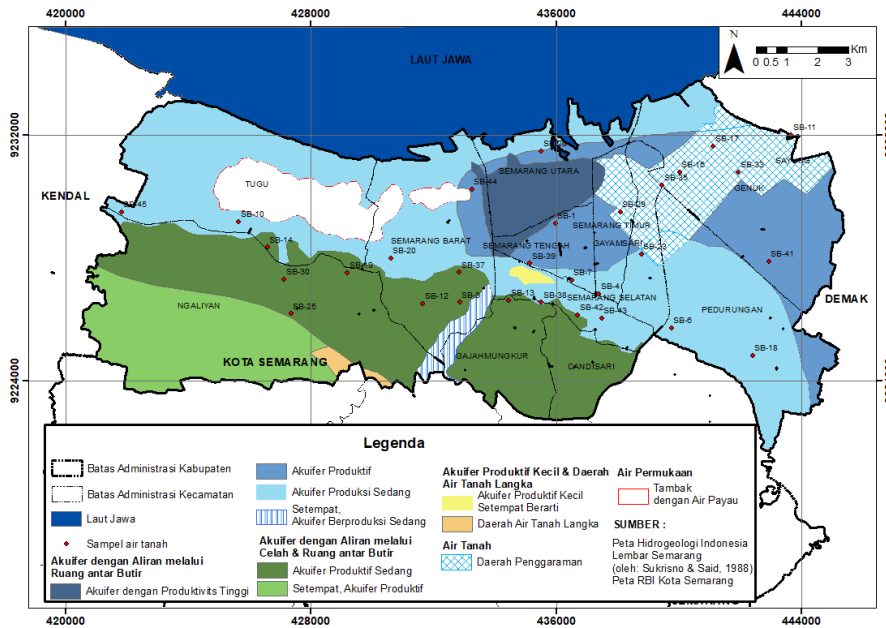 420000 428000 436000 444000
N
Km
0 0.5 1 2 3
LAUT JAWA
9232000
SB-11
SB-17
SEMARANG UTARA
SB-16
SB-33
KENDAL
TUGU
SB-44
SB-35
GENUK
SB-45
SB-10
SB-29
SB-1
SEMARANG TIMUR
SEMARANG BARAT
SEMARANG TENGAH
GAYAMSARI
SB-14
SB-20
SB-39
SB-23
SB-41
SB-30
SB-19
SB-37
SB-7
SB-4
SEMARANG SELATAN
DEMAK
NGALIYAN
SB-25
SB-12
SB-13
SB-38
SB-42
SB-43
PEDURUNGAN
SB-6
KOTA SEMARANG
GAJAHMUNGKUR
CANDISARI
SB-18
9224000
Legenda
Batas Administrasi Kabupaten
Batas Administrasi Kecamatan
Laut Jawa
Sampel air tanah
Akuifer dengan Aliran melalui
Ruang antar Butir
Akuifer dengan Produktivits Tinggi
Akuifer Produktif
Akuifer Produksi Sedang
Setempat,
Akuifer Berproduksi Sedang
Akuifer dengan Aliran melalui
Celah & Ruang antar Butir
Akuifer Produktif Sedang
Setempat, Akuifer Produktif
Akuifer Produktif Kecil & Daerah
Air Tanah Langka
Akuifer Produktif Kecil
Setempat Berarti
Daerah Air Tanah Langka
Air Tanah
Daerah Penggaraman
Air Permukaan
Tambak
dengan Air Payau
SUMBER :
Peta Hidrogeologi Indonesia
Lembar Semarang
(oleh: Sukrisno & Said, 1988)
Peta RBI Kota Semarang
420000 428000 436000 444000